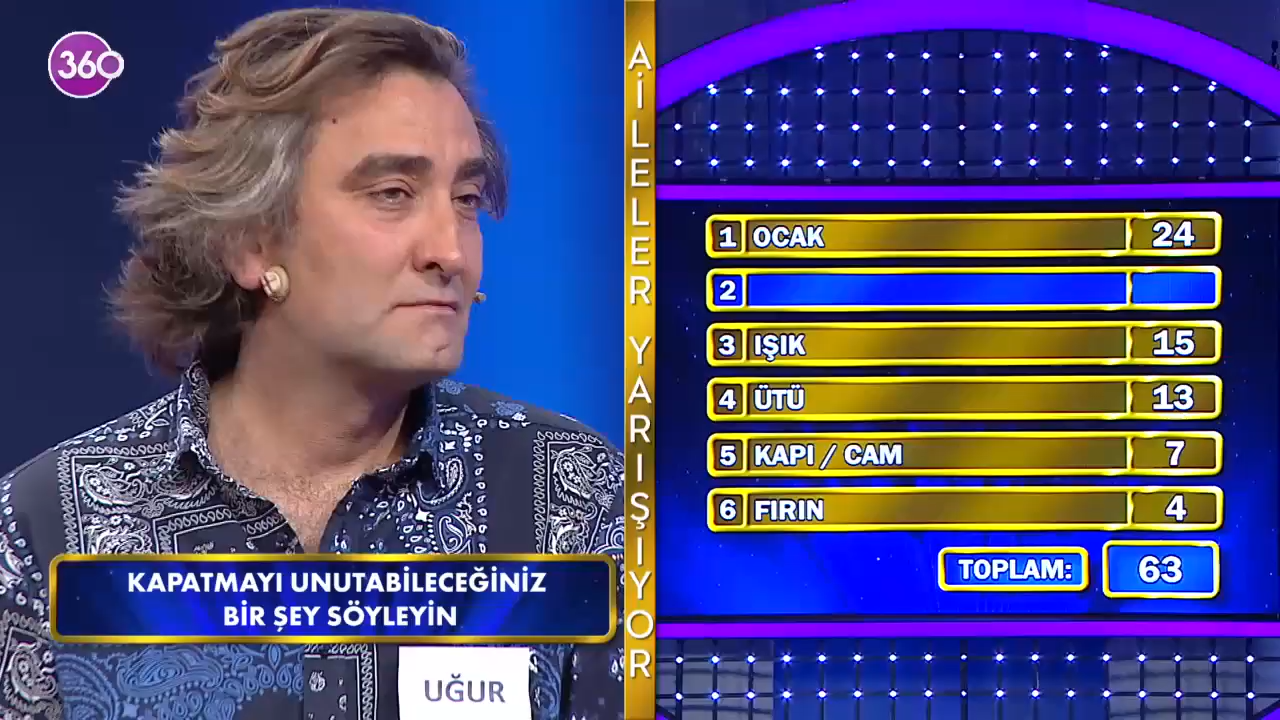 360
AİLELER YARIŞIYOR
1 OCAK 24
2
3 IŞIK 15
4 ÜTÜ 13
5 KAPI / CAM 7
6 FIRIN 4
TOPLAM: 63
KAPATMAYI UNUTABİLECEĞİNİZ
BİR ŞEY SÖYLEYİN
UĞUR